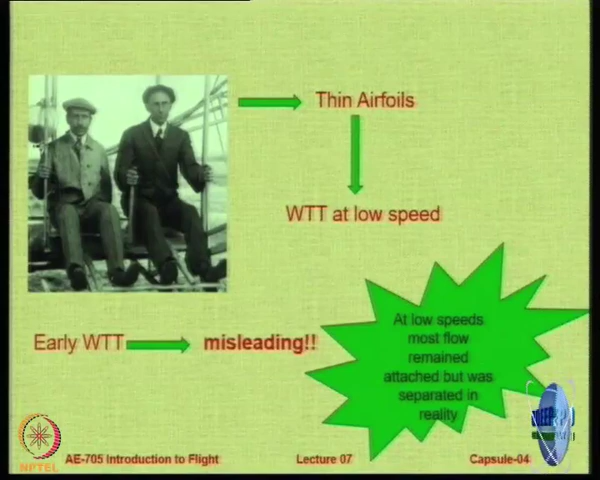 Thin Airfoils
WTT at low speed
Early WTT
misleading!!
At low speeds
most flow
remained
attached but was
separated in
reality
NPTEL
AE-705 Introduction to Flight
Lecture 07
Capsule-04